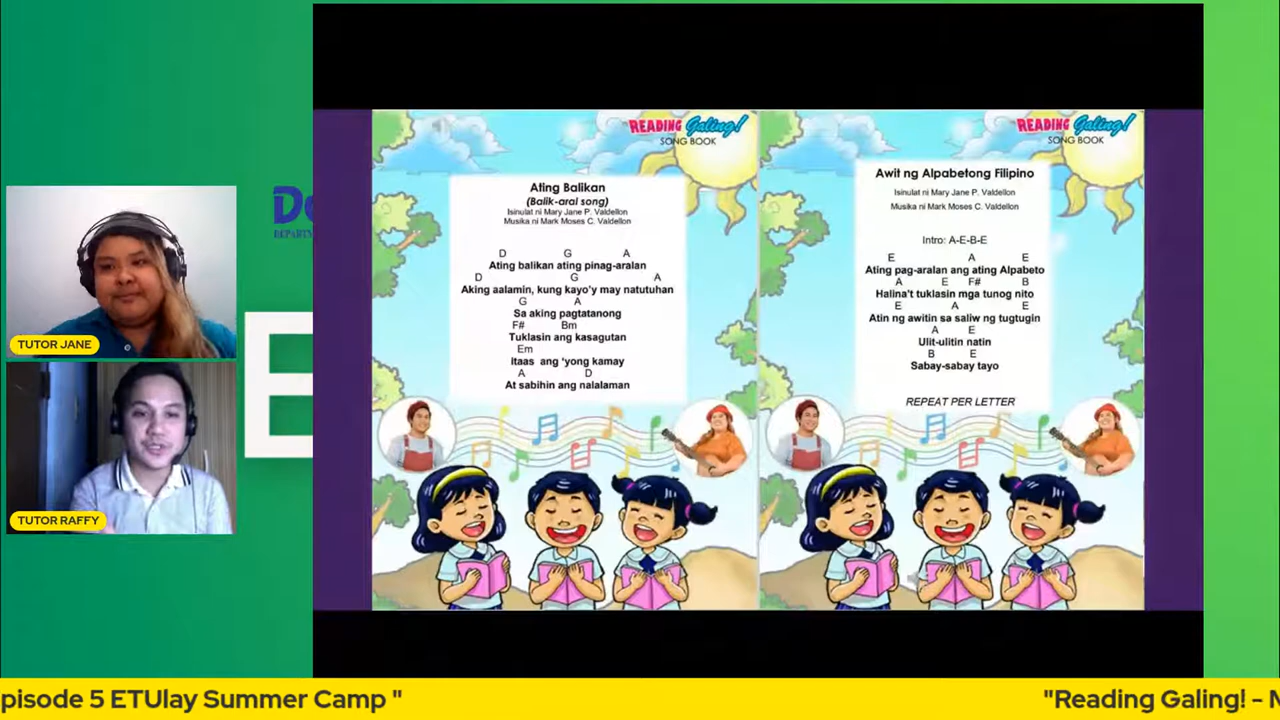 TUTOR JANE
TUTOR RAFFY
READING Galing!
SONG BOOK
Ating Balikan
(Balik-aral song)
Isinulat ni Mary Jane P. Valdellon
Musika ni Mark Moses C. Valdellon
D G A
Ating balikan ating pinag-aralan
D G A
Aking aalamin, kung kayo'y may natutuhan
G A
Sa aking pagtatanong
F# Bm
Tuklasin ang kasagutan
Em
Itaas ang 'yong kamay
A D
At sabihin ang nalalaman
READING Galing!
SONG BOOK
Awit ng Alpabetong Filipino
Isinulat ni Mary Jane P. Valdellon
Musika ni Mark Moses C. Valdellon
Intro: A-E-B-E
E A E
Ating pag-aralan ang ating Alpabeto
A E F# B
Halina't tuklasin mga tunog nito
E A E
Atin ng awitin sa saliw ng tugtugin
A E
Ulit-ulitin natin
B E
Sabay-sabay tayo
REPEAT PER LETTER
pisode 5 ETUlay Summer Camp "
"Reading Galing! - M